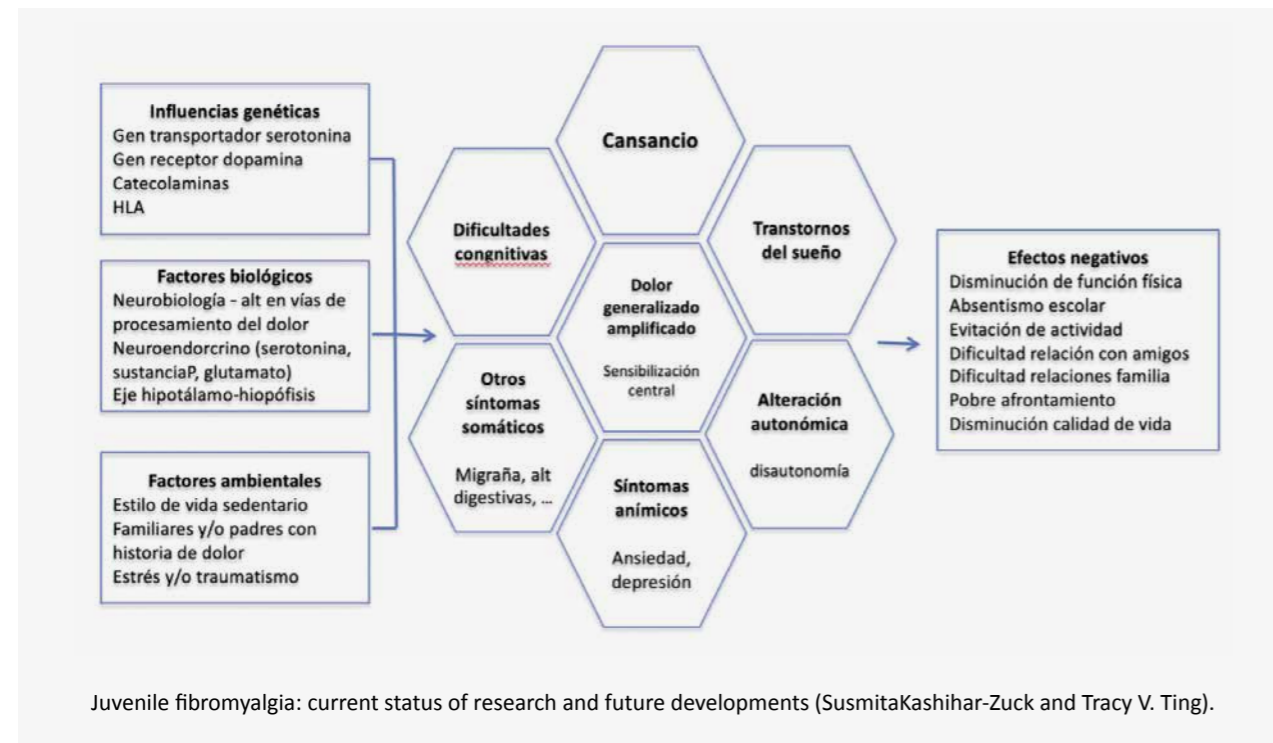 Influencias genéticas
Gen transportador serotonina
Gen receptor dopamina
Catecolaminas
HLA
Factores biológicos
Neurobiología - alt en vías de
procesamiento del dolor
Neuroendorcrino (serotonina,
sustanciaP, glutamato)
Eje hipotálamo-hiopófisis
Factores ambientales
Estilo de vida sedentario
Familiares y/o padres con
historia de dolor
Estrés y/o traumatismo
Cansancio
Dificultades
congnitivas
Transtornos
del sueño
Dolor
generalizado
amplificado
Sensibilización
central
Otros
síntomas
somáticos
Migraña, alt
digestivas, ...
Alteración
autonómica
disautonomía
Síntomas
anímicos
Ansiedad,
depresión
Efectos negativos
Disminución de función física
Absentismo escolar
Evitación de actividad
Dificultad relación con amigos
Dificultad relaciones familia
Pobre afrontamiento
Disminución calidad de vida
Juvenile fibromyalgia: current status of research and future developments (SusmitaKashihar-Zuck and Tracy V. Ting).